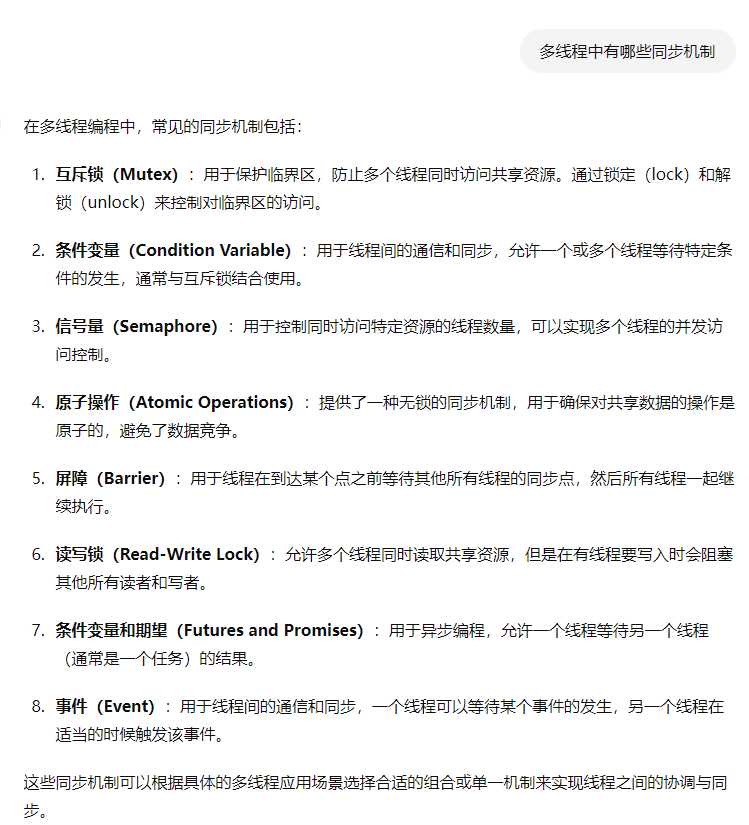 多线程中有哪些同步机制
在多线程编程中，常见的同步机制包括：
1. 互斥锁（Mutex）：用于保护临界区，防止多个线程同时访问共享资源。通过锁定（lock）和解
锁（unlock）来控制对临界区的访问。
2. 条件变量（Condition Variable）：用于线程间的通信和同步，允许一个或多个线程等待特定条
件的发生，通常与互斥锁结合使用。
3. 信号量（Semaphore）：用于控制同时访问特定资源的线程数量，可以实现多个线程的并发访
问控制。
4. 原子操作（Atomic Operations）：提供了一种无锁的同步机制，用于确保对共享数据的操作是
原子的，避免了数据竞争。
5. 屏障（Barrier）：用于线程在到达某个点之前等待其他所有线程的同步点，然后所有线程一起继
续执行。
6. 读写锁（Read-Write Lock）：允许多个线程同时读取共享资源，但是在有线程要写入时会阻塞
其他所有读者和写者。
7. 条件变量和期望（Futures and Promises）：用于异步编程，允许一个线程等待另一个线程
（通常是一个任务）的结果。
8. 事件（Event）：用于线程间的通信和同步，一个线程可以等待某个事件的发生，另一个线程在
适当的时候触发该事件。
这些同步机制可以根据具体的多线程应用场景选择合适的组合或单一机制来实现线程之间的协调与同
步。